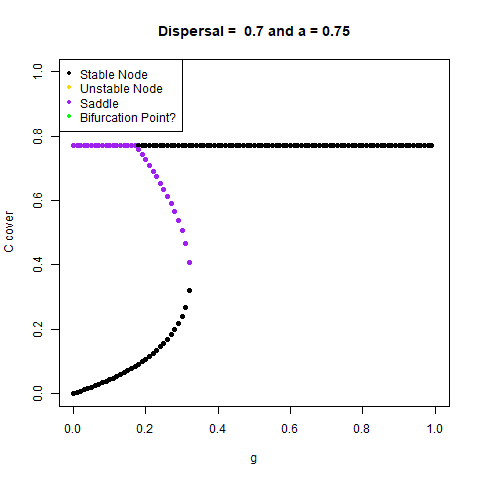 Dispersal =  0.7 and a = 0.75
Stable Node
Unstable Node
Saddle
Bifurcation Point?
C cover
1.0
0.8
0.6
0.4
0.2
0.0
0.0 0.2 0.4 0.6 0.8 1.0
g